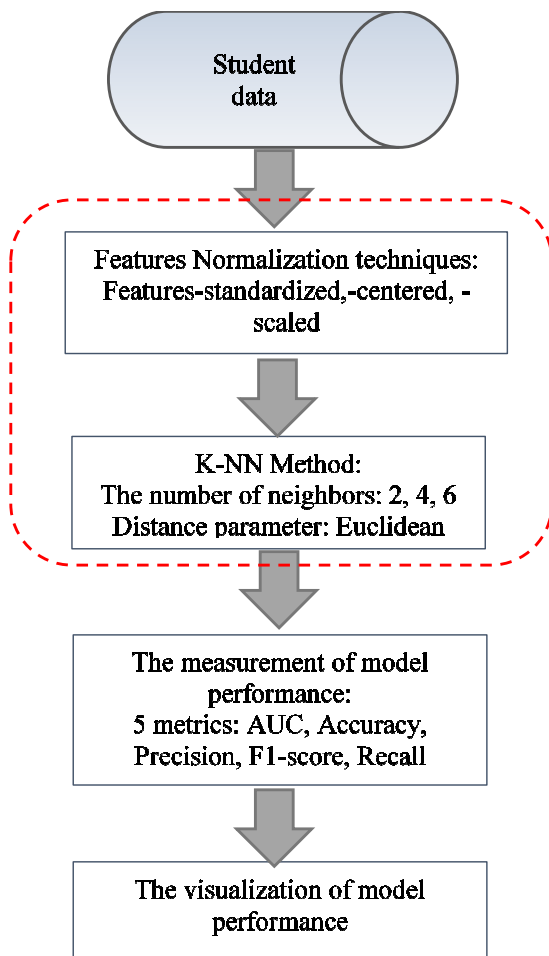 Student
data
Features Normalization techniques:
Features-standardized,-centered, -
scaled
K-NN Method:
The number of neighbors: 2, 4, 6
Distance parameter: Euclidean
The measurement of model
performance:
5 metrics: AUC, Accuracy,
Precision, F1-score, Recall
The visualization of model
performance